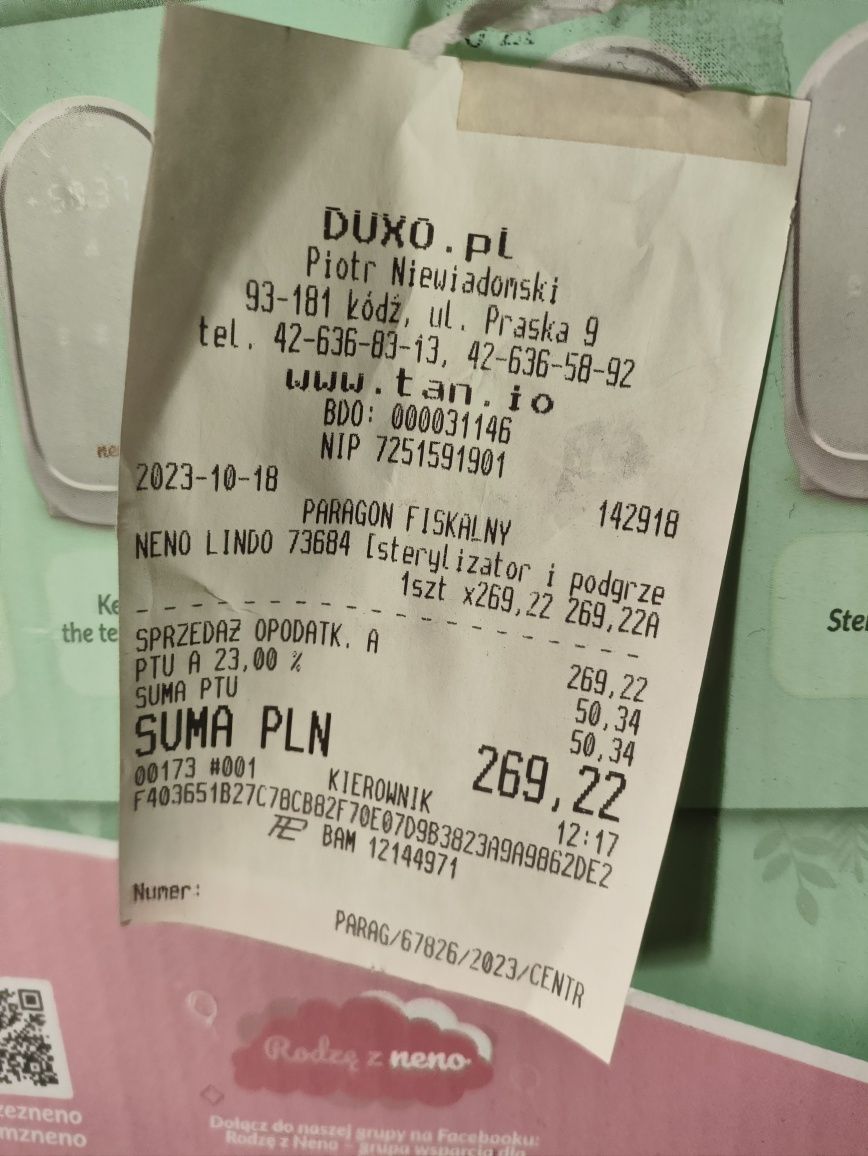 DUXO.pl
Piotr Niewiadomski
93-181 Łódź, ul. Praska 9
tel. 42-636-83-13, 42-636-58-92
www.tan.io
BDO: 000031146
NIP 7251591901
2023-10-18 142918
PARAGON FISKALNY
NENO LINDO 73684 [sterylizator i podgrze
1szt x269,22 269,22A
SPRZEDAŻ OPODATK. A 269,22
PTU A 23,00 % 50,34
SUMA PTU 50,34
SUMA PLN 269,22
00173 #001 KIEROWNIK 12:17
F403651B27C78CB82F70E07D9B3823A9A9862DE2
BAM 12144971
Numer:
PARAG/67826/2023/CENTR
Ke
the te
Ster
Rodzę z neno
zezneno
mzneno
Dołącz do naszej grupy na Facebooku:
Rodzę z Neno - grupa wsparcia dla